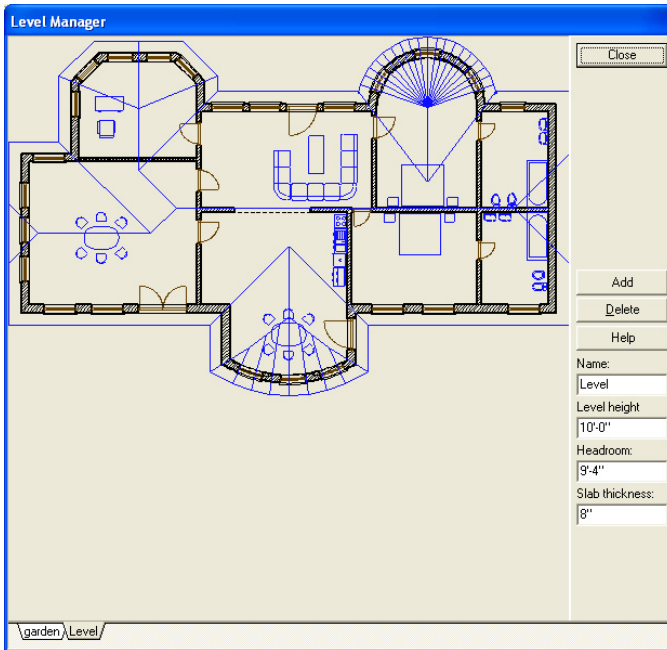 Level Manager
Close
Add
Delete
Help
Name:
Level
Level height
10'-0"
Headroom:
9'-4"
Slab thickness:
8"
garden
Level